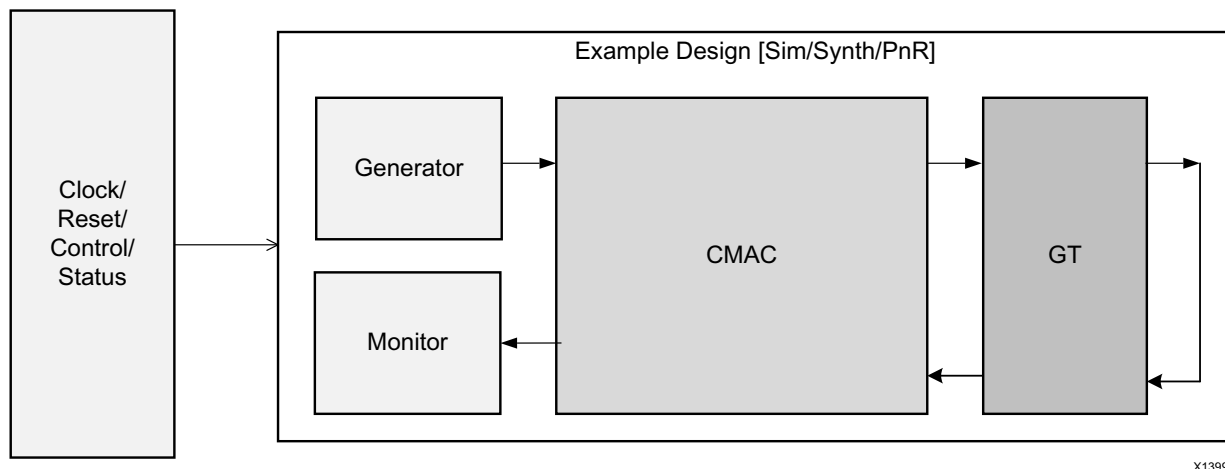 Example Design [Sim/Synth/PnR]
Clock/
Reset/
Control/
Status
Generator
Monitor
CMAC
GT